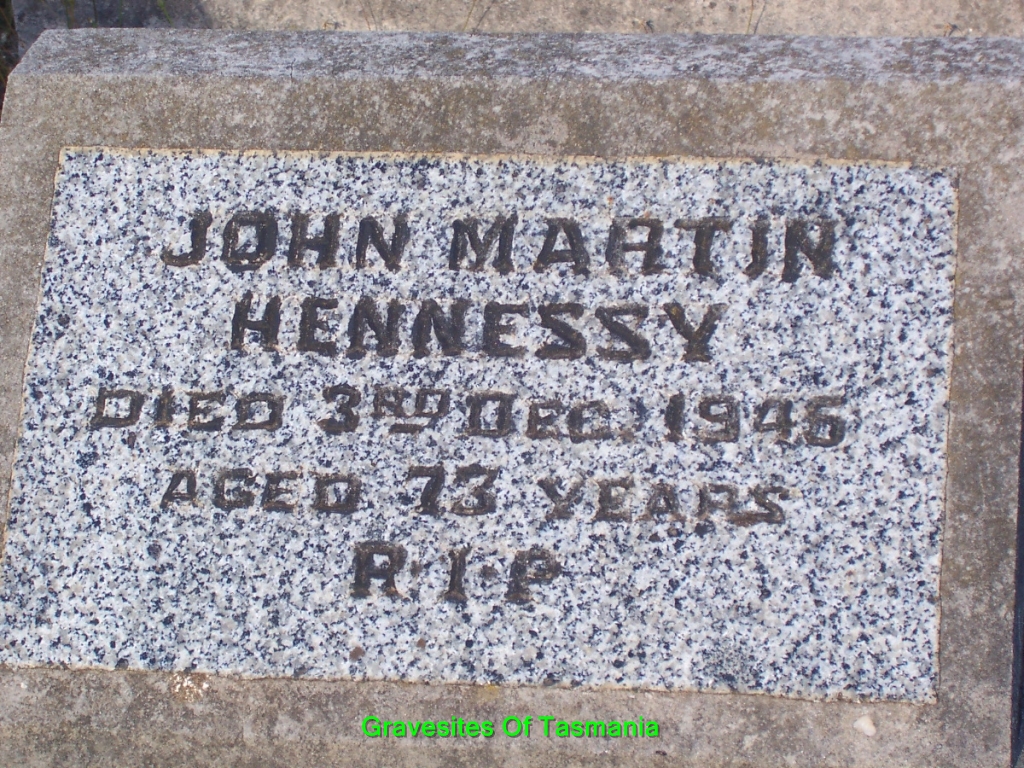 JOHN MARTIN
HENNESSY
DIED 3RD DEC. 1945
AGED 73 YEARS
R·I·P
Gravesites Of Tasmania